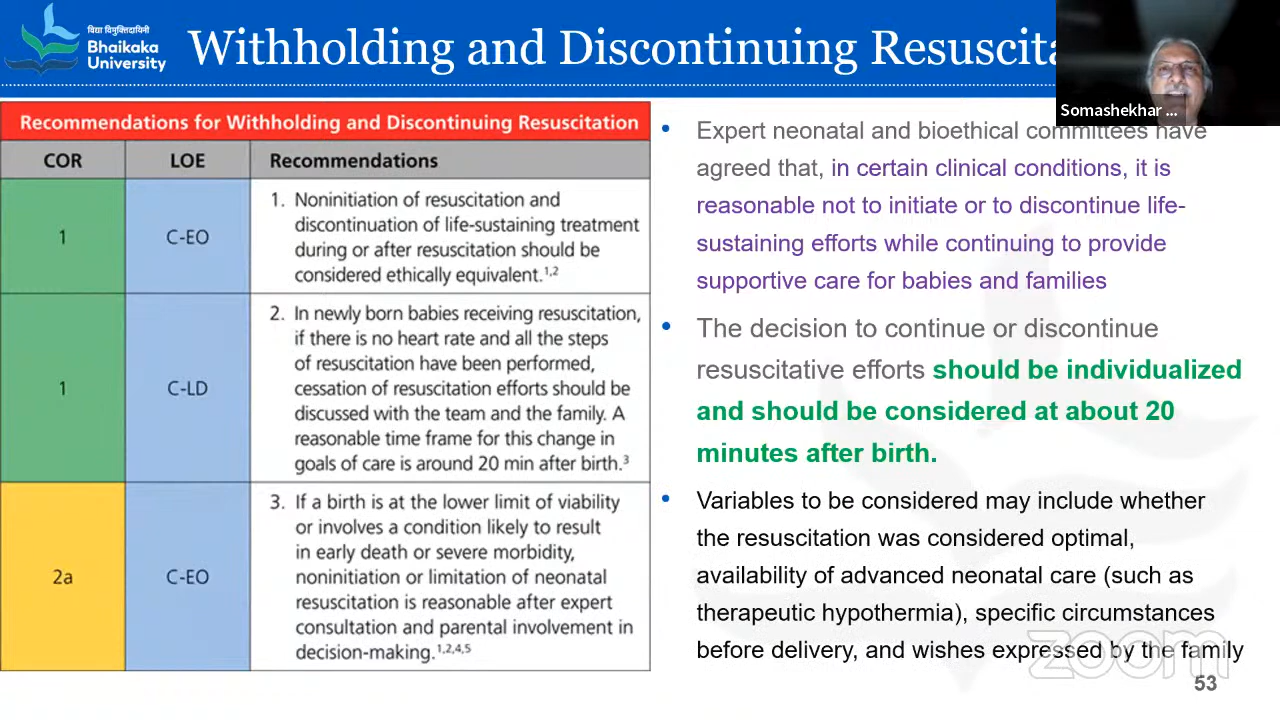 विद्या विमुक्तिदायिनी
Bhaikaka
University
Withholding and Discontinuing Resuscita
Somashekhar ...
Recommendations for Withholding and Discontinuing Resuscitation
COR
LOE
Recommendations
1
C-EO
1. Noninitiation of resuscitation and
discontinuation of life-sustaining treatment
during or after resuscitation should be
considered ethically equivalent.1,2
1
C-LD
2. In newly born babies receiving resuscitation,
if there is no heart rate and all the steps
of resuscitation have been performed,
cessation of resuscitation efforts should be
discussed with the team and the family. A
reasonable time frame for this change in
goals of care is around 20 min after birth.3
2a
C-EO
3. If a birth is at the lower limit of viability
or involves a condition likely to result
in early death or severe morbidity,
noninitiation or limitation of neonatal
resuscitation is reasonable after expert
consultation and parental involvement in
decision-making.1,2,4,5
• Expert neonatal and bioethical committees have
agreed that, in certain clinical conditions, it is
reasonable not to initiate or to discontinue life-
sustaining efforts while continuing to provide
supportive care for babies and families
• The decision to continue or discontinue
resuscitative efforts should be individualized
and should be considered at about 20
minutes after birth.
• Variables to be considered may include whether
the resuscitation was considered optimal,
availability of advanced neonatal care (such as
therapeutic hypothermia), specific circumstances
before delivery, and wishes expressed by the family
zoom
53